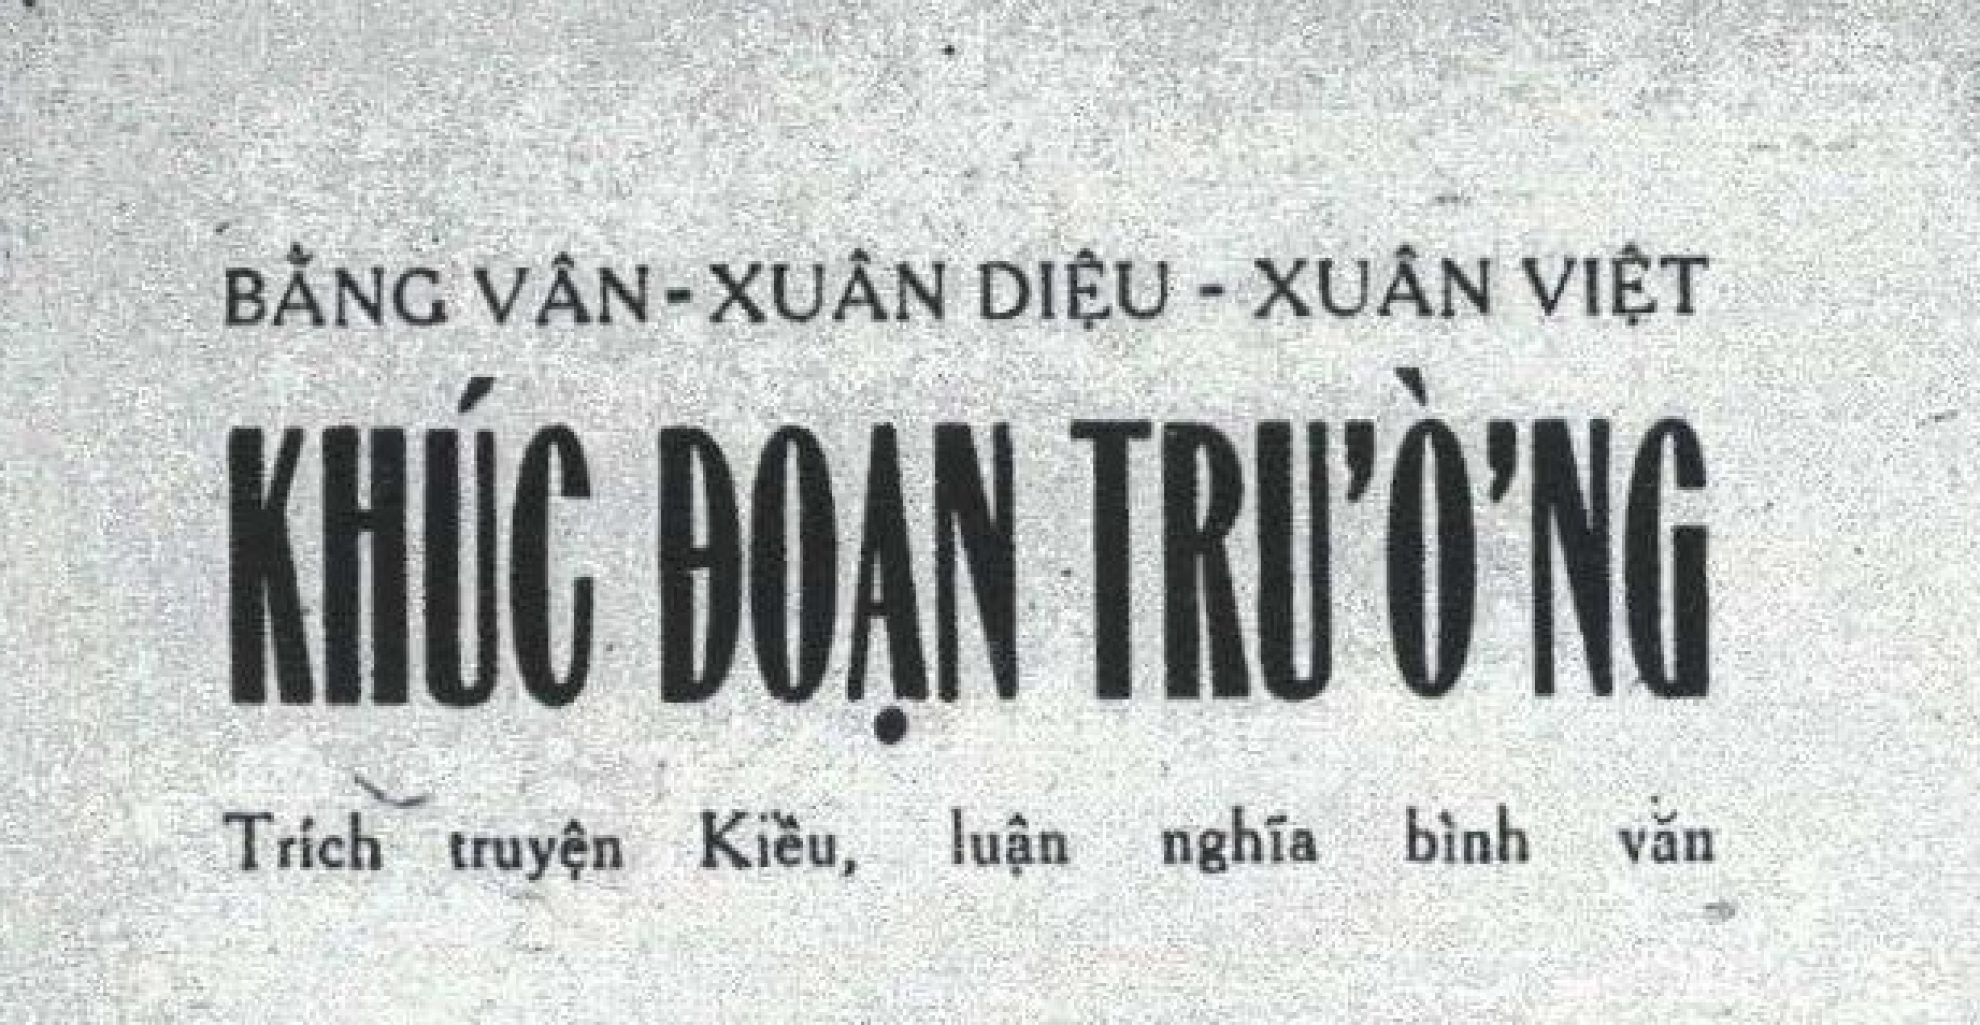 BẰNG VÂN - XUÂN DIỆU - XUÂN VIỆT
KHÚC ĐOẠN TRƯỜNG
Trích truyện Kiều, luận nghĩa bình văn